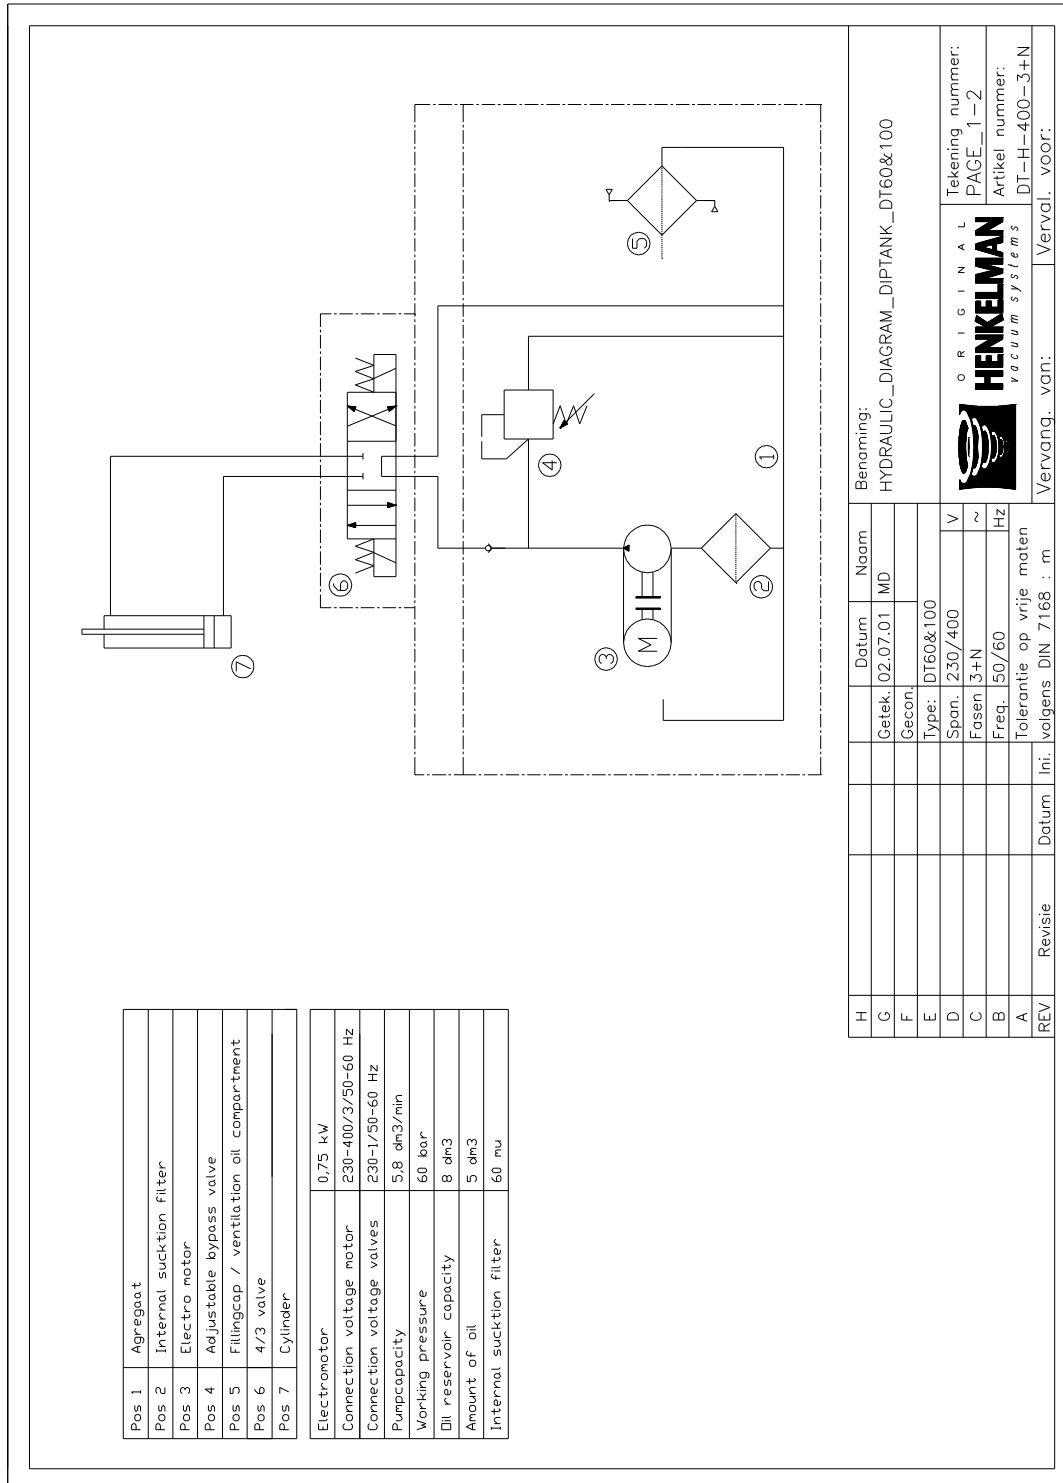 Pos 1 Agregaat
Pos 2 Internal sucktion filter
Pos 3 Electro motor
Pos 4 Adjustable bypass valve
Pos 5 Fillingcap / ventilation oil compartment
Pos 6 4/3 valve
Pos 7 Cylinder
Electromotor 0,75 kW
Connection voltage motor 230-400/3/50-60 Hz
Connection voltage valves 230-1/50-60 Hz
Pumpcapacity 5,8 dm3/min
Working pressure 60 bar
Oil reservoir capacity 8 dm3
Amount of oil 5 dm3
Internal sucktion filter 60 mu
7
6
5
4
3
M
2
1
H
G
F
E
D
C
B
A
REV Revisie Datum Ini.
Datum Naam
Getek. 02.07.01 MD
Gecon.
Type: DT60&100
Span. 230/400 V
Fasen 3+N ~
Freq. 50/60 Hz
Tolerantie op vrije maten
volgens DIN 7168 : m
Benaming:
HYDRAULIC_DIAGRAM_DIPTANK_DT60&100
ORIGINAL
HENKELMAN
vacuum systems
Tekening nummer:
PAGE_1-2
Artikel nummer:
DT-H-400-3+N
Vervang. van:
Verval. voor: